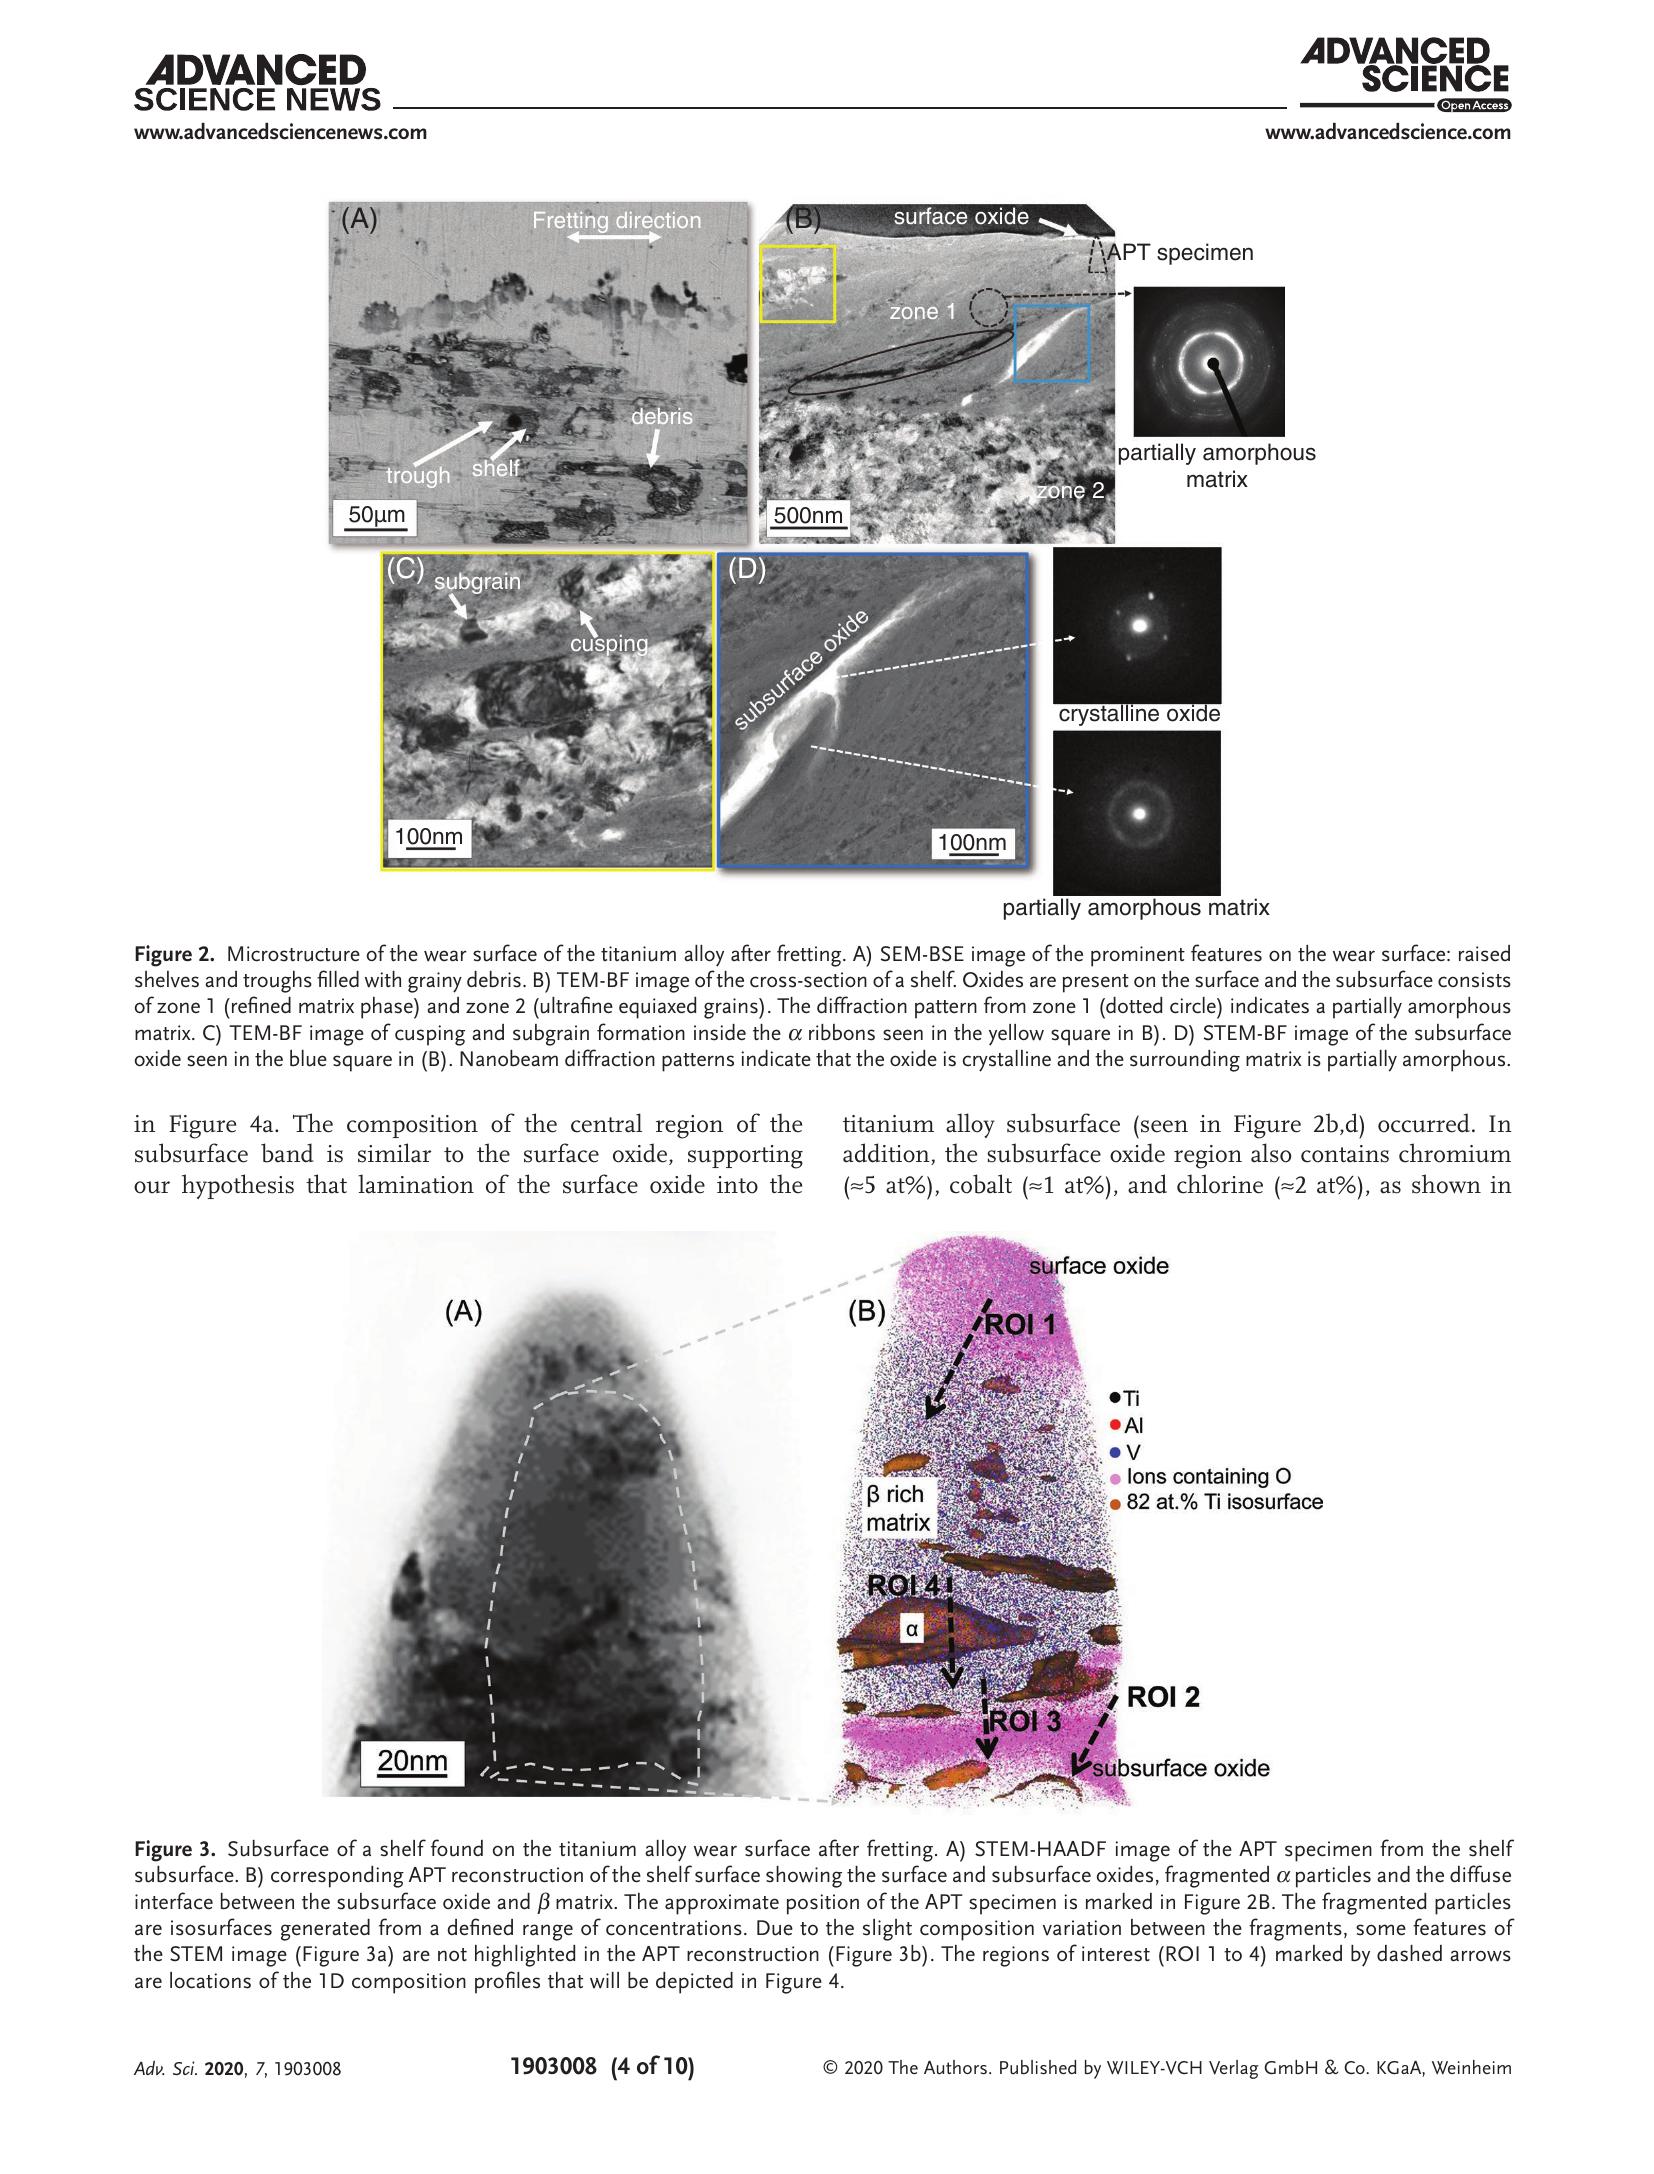 ADVANCED
SCIENCE NEWS
www.advancedsciencenews.com
ADVANCED
SCIENCE
Open Access
www.advancedscience.com
(A)
Fretting direction
debris
trough
shelf
50μm
(B)
surface oxide
APT specimen
zone 1
zone 2
500nm
partially amorphous
matrix
(C)
subgrain
cusping
100nm
(D)
subsurface oxide
100nm
crystalline oxide
partially amorphous matrix
Figure 2. Microstructure of the wear surface of the titanium alloy after fretting. A) SEM-BSE image of the prominent features on the wear surface: raised
shelves and troughs filled with grainy debris. B) TEM-BF image of the cross-section of a shelf. Oxides are present on the surface and the subsurface consists
of zone 1 (refined matrix phase) and zone 2 (ultrafine equiaxed grains). The diffraction pattern from zone 1 (dotted circle) indicates a partially amorphous
matrix. C) TEM-BF image of cusping and subgrain formation inside the α ribbons seen in the yellow square in B). D) STEM-BF image of the subsurface
oxide seen in the blue square in (B). Nanobeam diffraction patterns indicate that the oxide is crystalline and the surrounding matrix is partially amorphous.
in Figure 4a. The composition of the central region of the
subsurface band is similar to the surface oxide, supporting
our hypothesis that lamination of the surface oxide into the
titanium alloy subsurface (seen in Figure 2b,d) occurred. In
addition, the subsurface oxide region also contains chromium
(≈5 at%), cobalt (≈1 at%), and chlorine (≈2 at%), as shown in
(A)
20nm
(B)
surface oxide
ROI 1
Ti
Al
V
Ions containing O
82 at.% Ti isosurface
β rich
matrix
ROI 4
α
ROI 2
ROI 3
subsurface oxide
Figure 3. Subsurface of a shelf found on the titanium alloy wear surface after fretting. A) STEM-HAADF image of the APT specimen from the shelf
subsurface. B) corresponding APT reconstruction of the shelf surface showing the surface and subsurface oxides, fragmented α particles and the diffuse
interface between the subsurface oxide and β matrix. The approximate position of the APT specimen is marked in Figure 2B. The fragmented particles
are isosurfaces generated from a defined range of concentrations. Due to the slight composition variation between the fragments, some features of
the STEM image (Figure 3a) are not highlighted in the APT reconstruction (Figure 3b). The regions of interest (ROI 1 to 4) marked by dashed arrows
are locations of the 1D composition profiles that will be depicted in Figure 4.
Adv. Sci. 2020, 7, 1903008
1903008 (4 of 10)
© 2020 The Authors. Published by WILEY-VCH Verlag GmbH & Co. KGaA, Weinheim